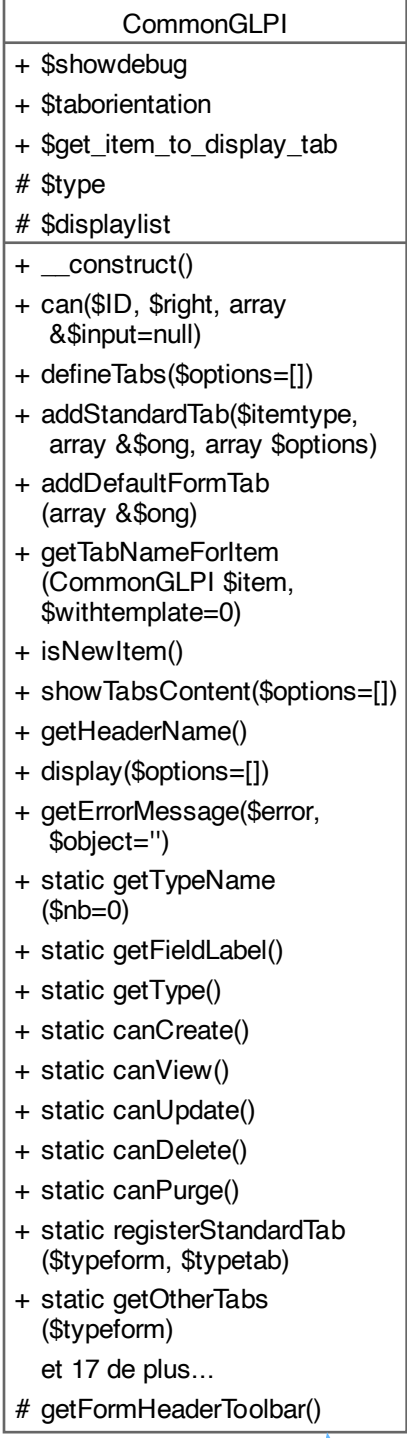 CommonGLPI
+ $showdebug
+ $taborientation
+ $get_item_to_display_tab
# $type
# $displaylist
+ __construct()
+ can($ID, $right, array
&$input=null)
+ defineTabs($options=[])
+ addStandardTab($itemtype,
array &$ong, array $options)
+ addDefaultFormTab
(array &$ong)
+ getTabNameForItem
(CommonGLPI $item,
$withtemplate=0)
+ isNewItem()
+ showTabsContent($options=[])
+ getHeaderName()
+ display($options=[])
+ getErrorMessage($error,
$object='')
+ static getTypeName
($nb=0)
+ static getFieldLabel()
+ static getType()
+ static canCreate()
+ static canView()
+ static canUpdate()
+ static canDelete()
+ static canPurge()
+ static registerStandardTab
($typeform, $typetab)
+ static getOtherTabs
($typeform)
et 17 de plus...
# getFormHeaderToolbar()